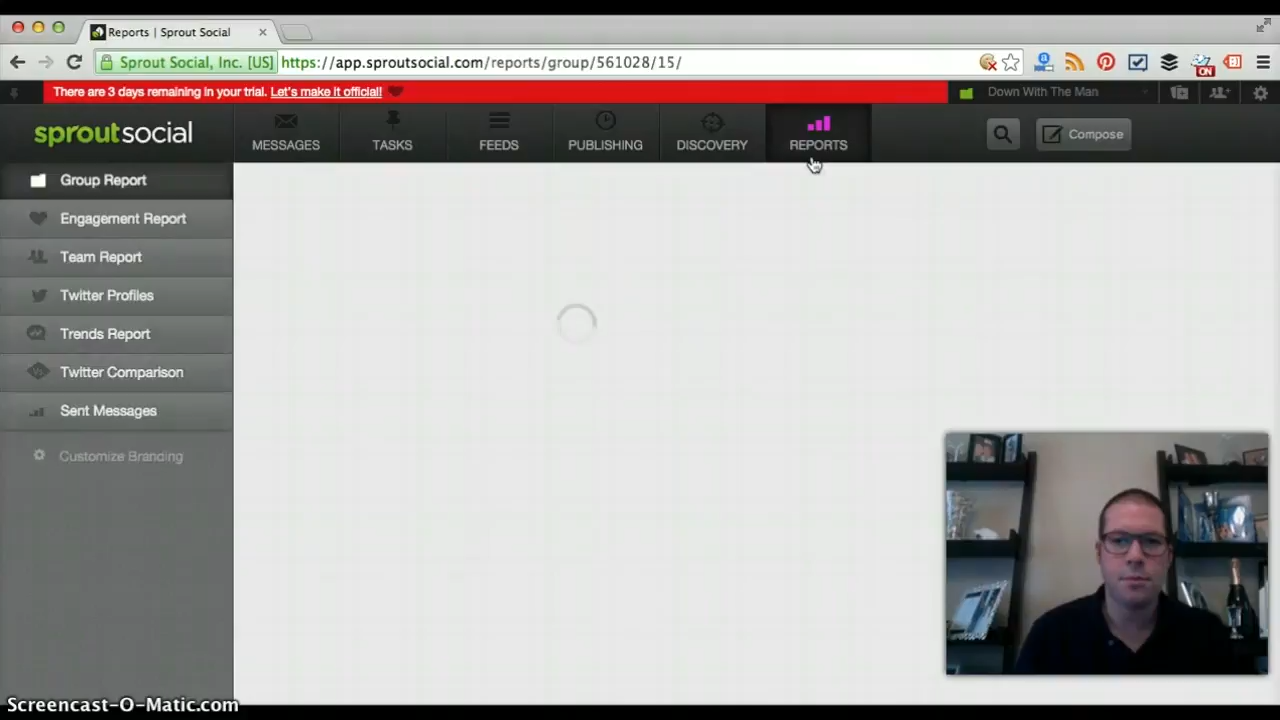 Reports | Sprout Social
Sprout Social, Inc. [US] https://app.sproutsocial.com/reports/group/561028/15/
ON
There are 3 days remaining in your trial. Let's make it official!
Down With The Man
sproutsocial
MESSAGES
TASKS
FEEDS
PUBLISHING
DISCOVERY
REPORTS
Compose
Group Report
Engagement Report
Team Report
Twitter Profiles
Trends Report
Twitter Comparison
Sent Messages
Customize Branding
Screencast-O-Matic.com